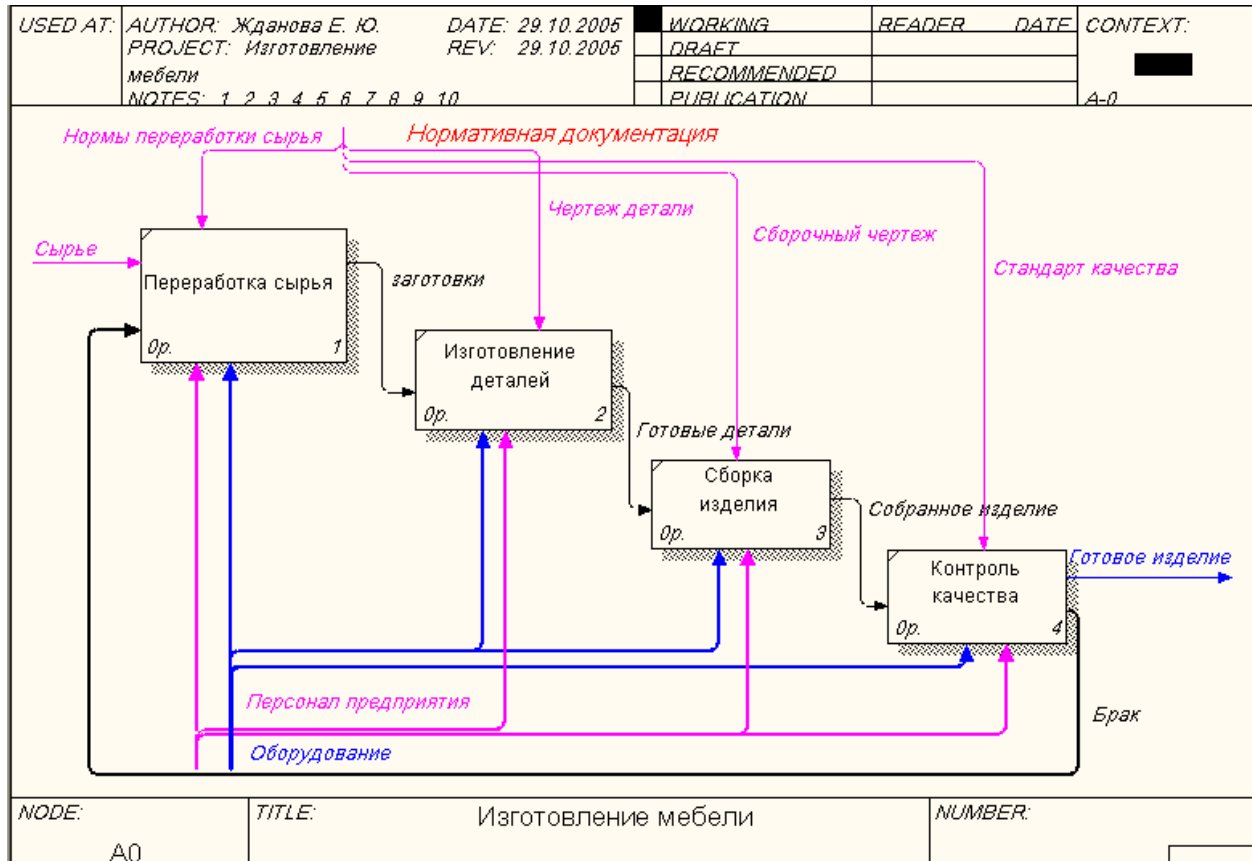 USED AT:
AUTHOR: Жданова Е. Ю.
DATE: 29.10.2005
PROJECT: Изготовление
мебели
REV: 29.10.2005
NOTES: 1 2 3 4 5 6 7 8 9 10
WORKING
DRAFT
RECOMMENDED
PUBLICATION
READER
DATE
CONTEXT:
A-0
Нормы переработки сырья
Нормативная документация
Чертеж детали
Сборочный чертеж
Сырье
Стандарт качества
Переработка сырья
0р.
1
заготовки
Изготовление
деталей
0р.
2
Готовые детали
Сборка
изделия
0р.
3
Собранное изделие
Готовое изделие
Контроль
качества
0р.
4
Персонал предприятия
Брак
Оборудование
NODE:
A0
TITLE:
Изготовление мебели
NUMBER: